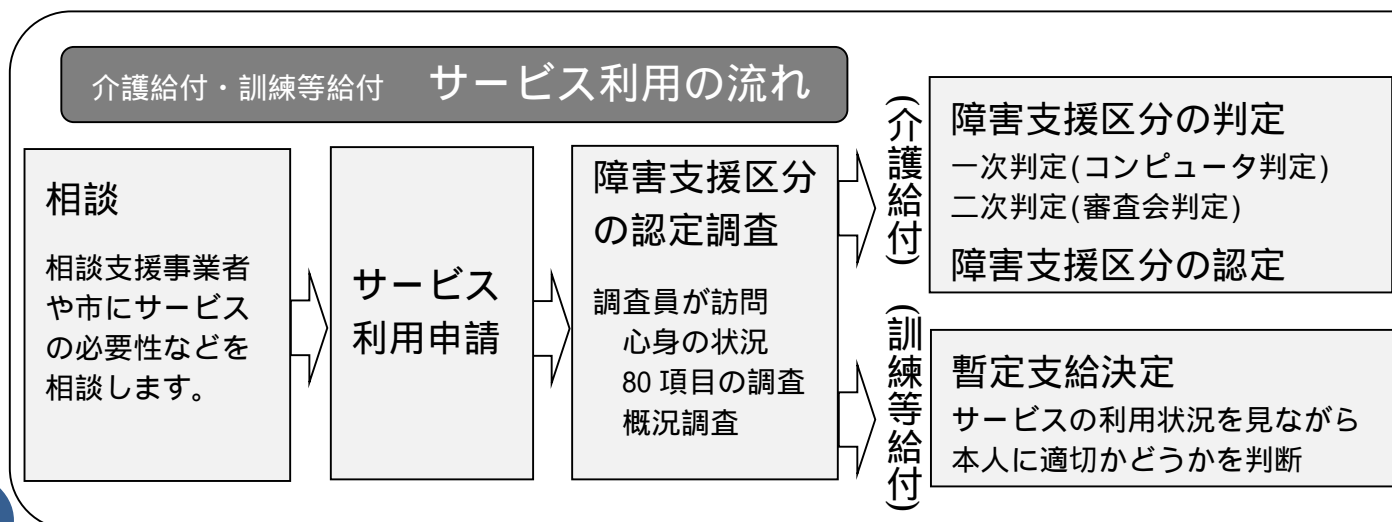 介護給付・訓練等給付 サービス利用の流れ
相談
相談支援事業者
や市にサービス
の必要性などを
相談します。
サービス
利用申請
障害支援区分
の認定調査
調査員が訪問
心身の状況
80項目の調査
概況調査
(介護給付)
障害支援区分の判定
一次判定(コンピュータ判定)
二次判定(審査会判定)
障害支援区分の認定
(訓練等給付)
暫定支給決定
サービスの利用状況を見ながら
本人に適切かどうかを判断